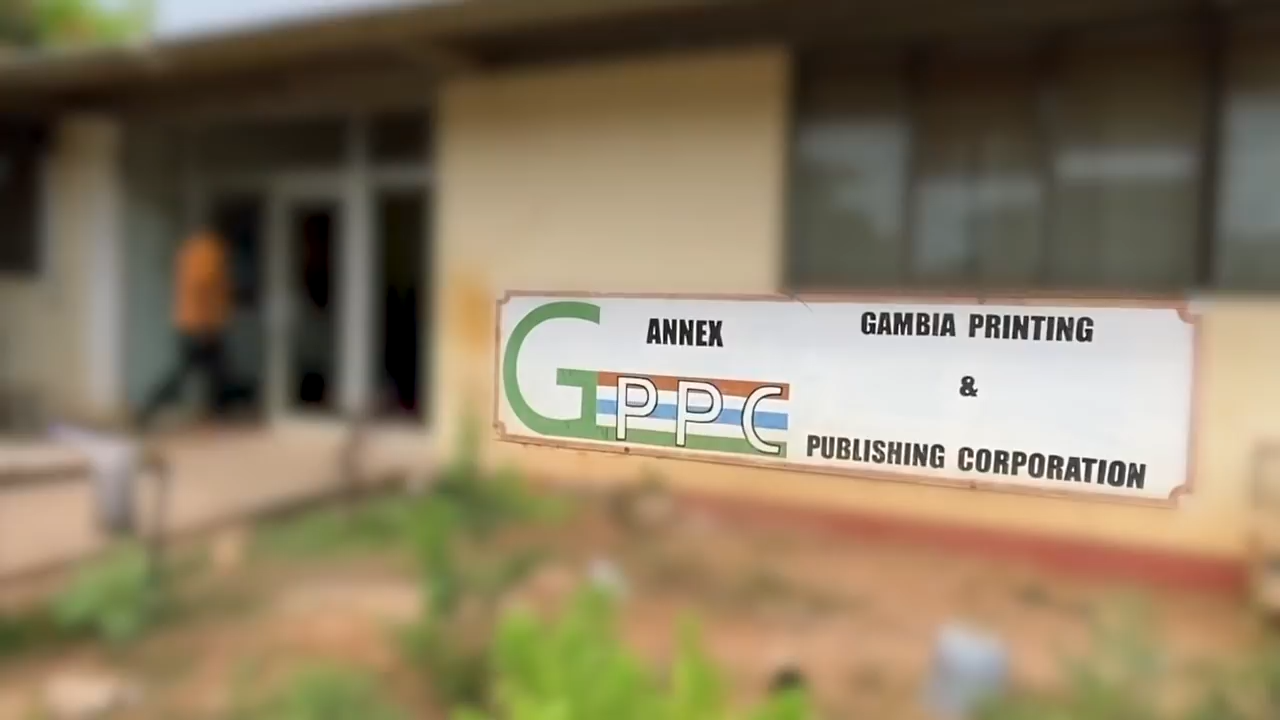 GPPC
ANNEX
GAMBIA PRINTING
&
PUBLISHING CORPORATION